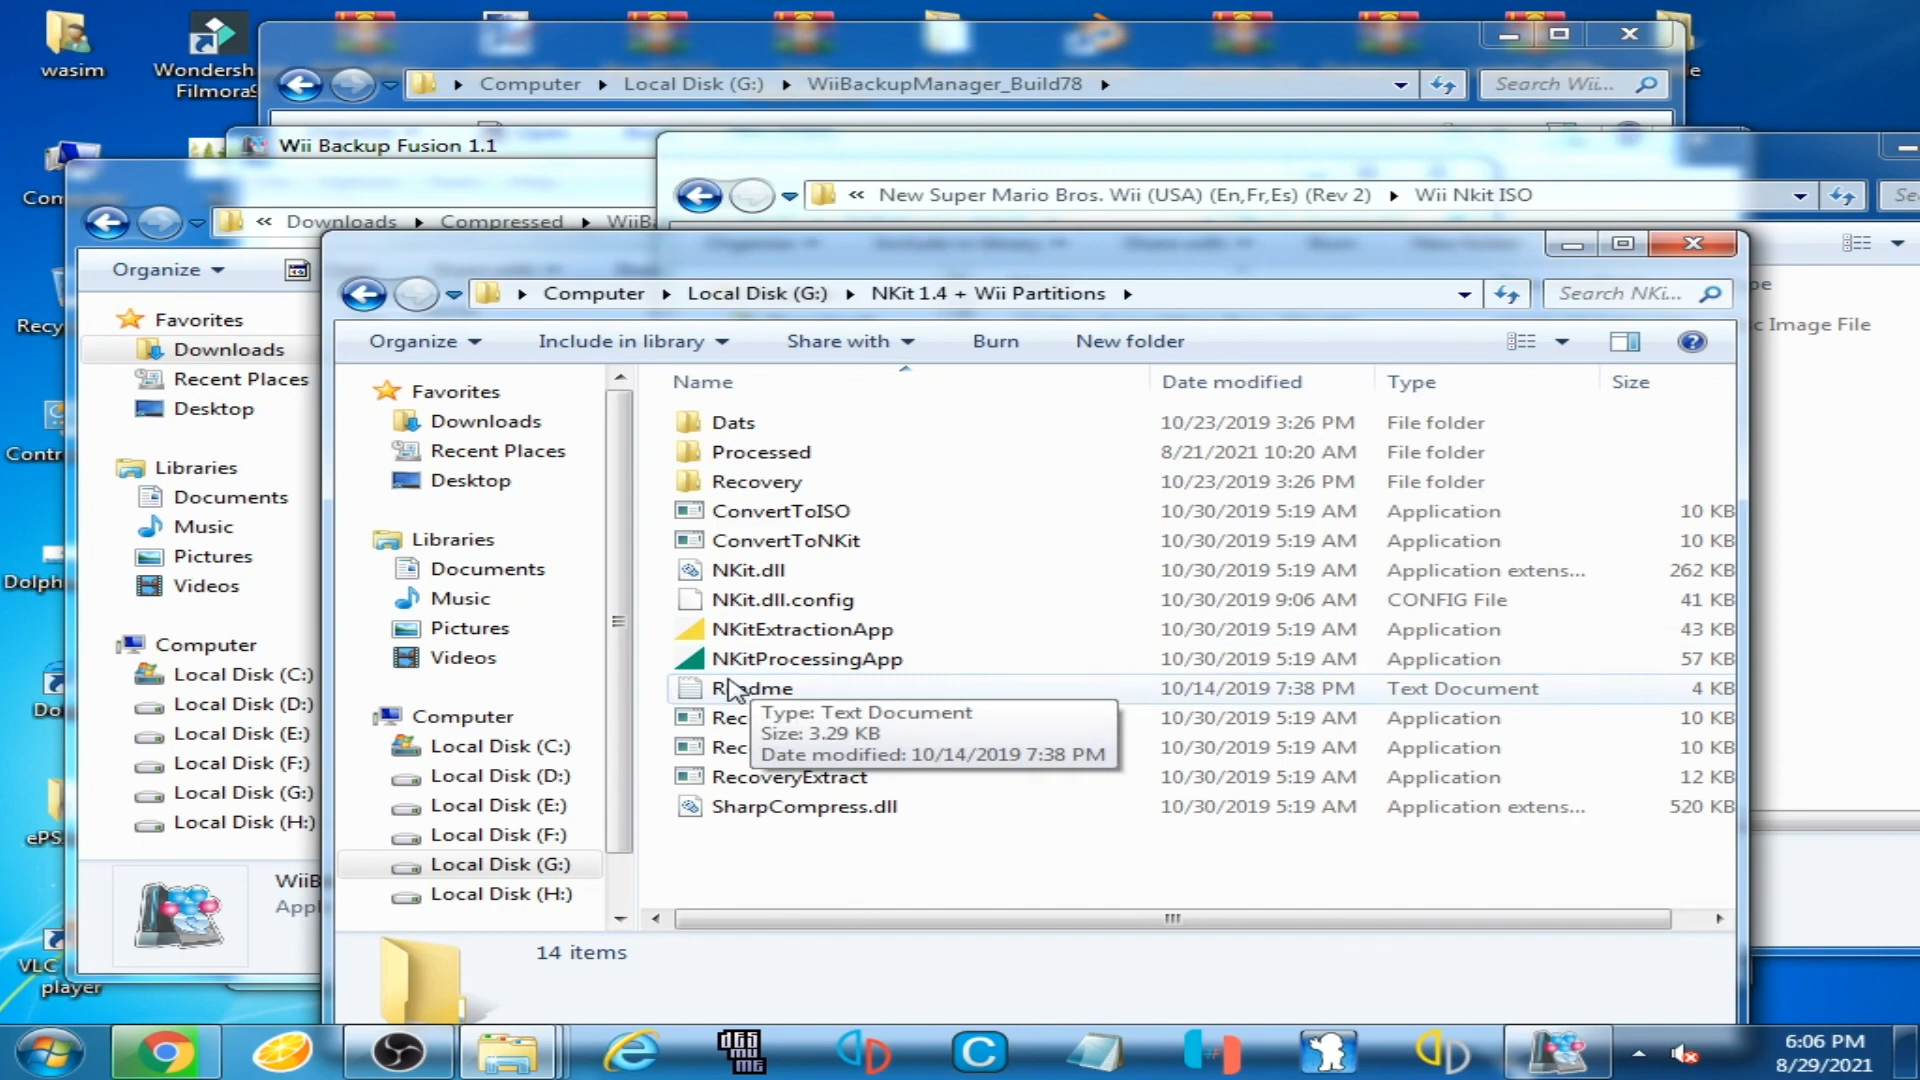 wasim
Wondersh
Filmora9
Computer Local Disk (G:) WiiBackupManager_Build78
Search Wii...
Wii Backup Fusion 1.1
« New Super Mario Bros. Wii (USA) (En,Fr,Es) (Rev 2) Wii Nkit ISO
Se
Com
« Downloads Compressed WiiB
Organize
Computer Local Disk (G:) NKit 1.4 + Wii Partitions
Search NKi...
Recy
Contr
Dolph
Do
ePS
VLC
player
Favorites
Downloads
Recent Places
Desktop
Libraries
Documents
Music
Pictures
Videos
Computer
Local Disk (C:)
Local Disk (D:)
Local Disk (E:)
Local Disk (F:)
Local Disk (G:)
Local Disk (H:)
WiiB
Appl
Organize Include in library Share with Burn New folder
Favorites
Downloads
Recent Places
Desktop
Libraries
Documents
Music
Pictures
Videos
Computer
Local Disk (C:)
Local Disk (D:)
Local Disk (E:)
Local Disk (F:)
Local Disk (G:)
Local Disk (H:)
Name Date modified Type Size
Dats 10/23/2019 3:26 PM File folder
Processed 8/21/2021 10:20 AM File folder
Recovery 10/23/2019 3:26 PM File folder
ConvertToISO 10/30/2019 5:19 AM Application 10 KB
ConvertToNKit 10/30/2019 5:19 AM Application 10 KB
NKit.dll 10/30/2019 5:19 AM Application extens... 262 KB
NKit.dll.config 10/30/2019 9:06 AM CONFIG File 41 KB
NKitExtractionApp 10/30/2019 5:19 AM Application 43 KB
NKitProcessingApp 10/30/2019 5:19 AM Application 57 KB
Readme 10/14/2019 7:38 PM Text Document 4 KB
Rec 10/30/2019 5:19 AM Application 10 KB
Rec 10/30/2019 5:19 AM Application 10 KB
RecoveryExtract 10/30/2019 5:19 AM Application 12 KB
SharpCompress.dll 10/30/2019 5:19 AM Application extens... 520 KB
Type: Text Document
Size: 3.29 KB
Date modified: 10/14/2019 7:38 PM
14 items
pe
c Image File
6:06 PM
8/29/2021